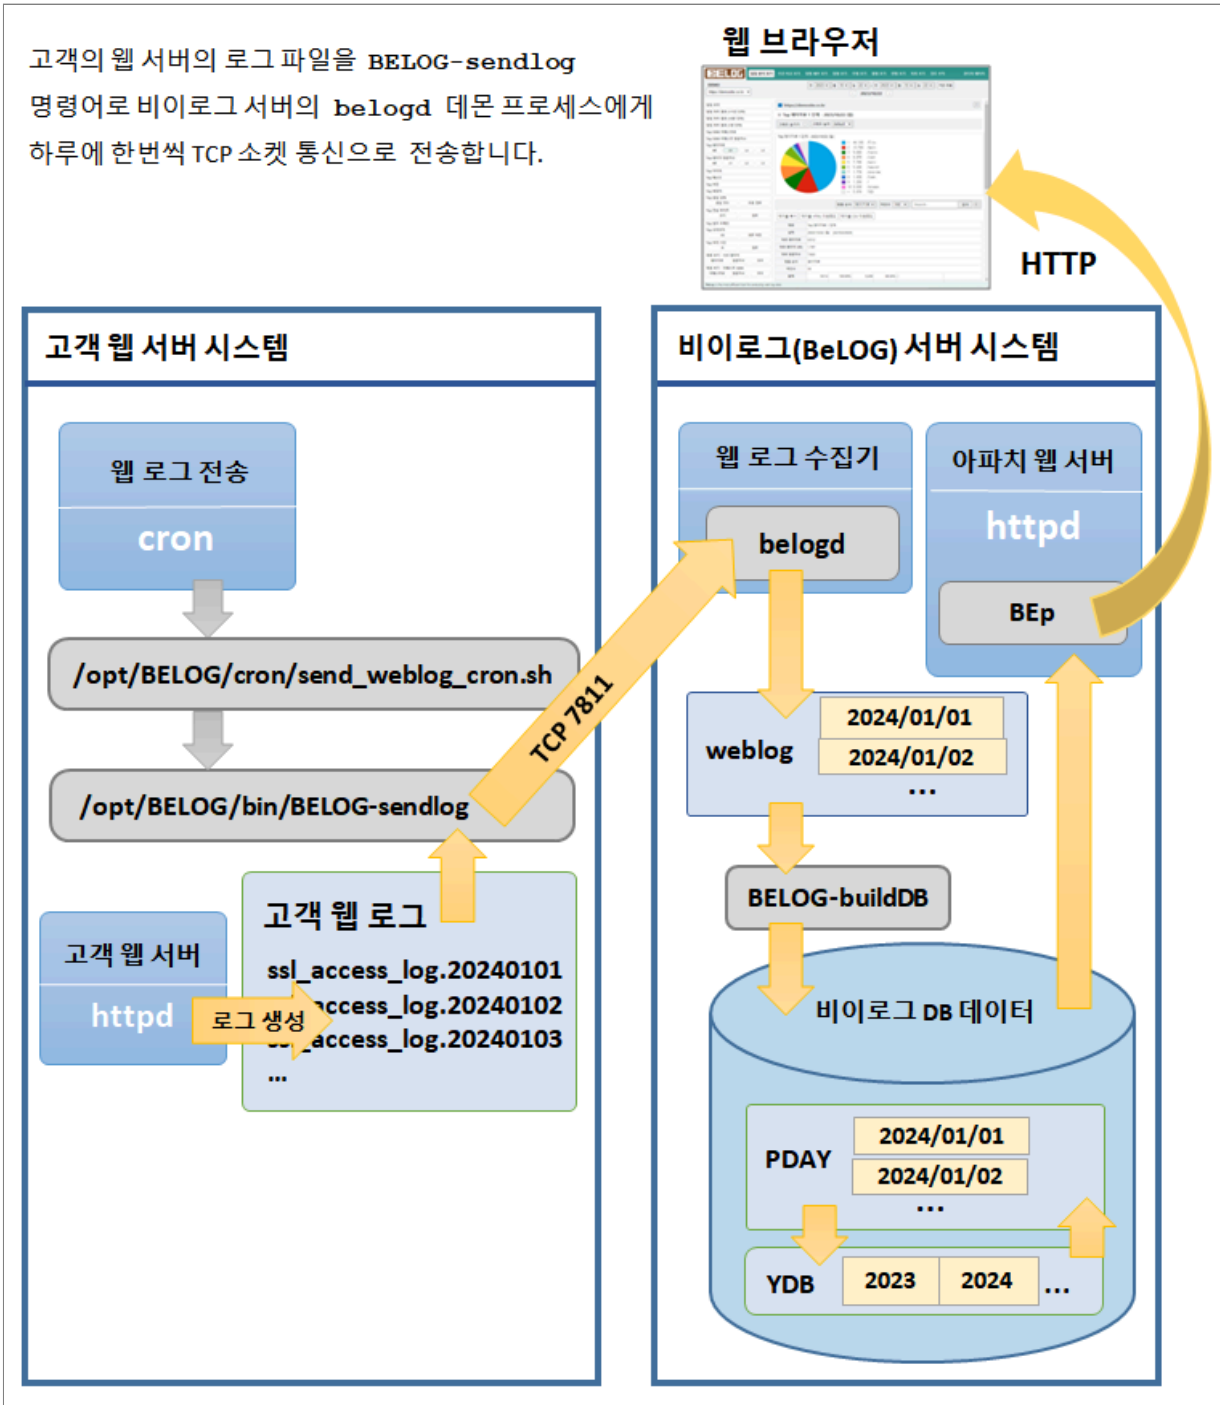 고객의 웹 서버의 로그 파일을 BELOG-sendlog
명령어로 비이로그 서버의 belogd 데몬 프로세스에게
하루에 한번씩 TCP 소켓 통신으로 전송합니다.
웹 브라우저
BELOG
HTTP
고객 웹 서버 시스템
웹 로그 전송
cron
/opt/BELOG/cron/send_weblog_cron.sh
/opt/BELOG/bin/BELOG-sendlog
TCP 7811
고객 웹 서버
httpd
로그 생성
고객 웹 로그
ssl_access_log.20240101
ssl_access_log.20240102
ssl_access_log.20240103
...
비이로그(BeLOG) 서버 시스템
웹 로그 수집기
belogd
아파치 웹 서버
httpd
BEp
weblog
2024/01/01
2024/01/02
...
BELOG-buildDB
비이로그 DB 데이터
PDAY
2024/01/01
2024/01/02
...
YDB
2023
2024
...